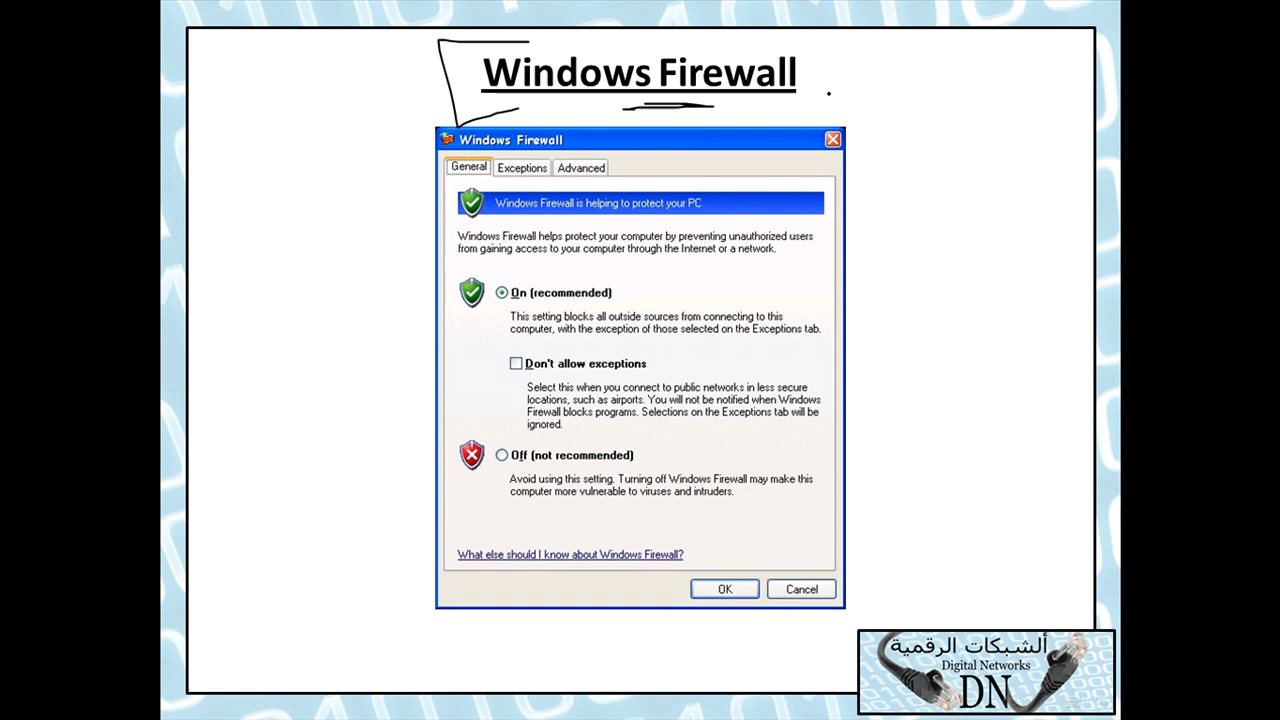 Windows Firewall
Windows Firewall
General Exceptions Advanced
Windows Firewall is helping to protect your PC
Windows Firewall helps protect your computer by preventing unauthorized users
from gaining access to your computer through the Internet or a network.
On (recommended)
This setting blocks all outside sources from connecting to this
computer, with the exception of those selected on the Exceptions tab.
Don't allow exceptions
Select this when you connect to public networks in less secure
locations, such as airports. You will not be notified when Windows
Firewall blocks programs. Selections on the Exceptions tab will be
ignored.
Off (not recommended)
Avoid using this setting. Turning off Windows Firewall may make this
computer more vulnerable to viruses and intruders.
What else should I know about Windows Firewall?
OK Cancel
ألشبكات الرقمية
Digital Networks
DN